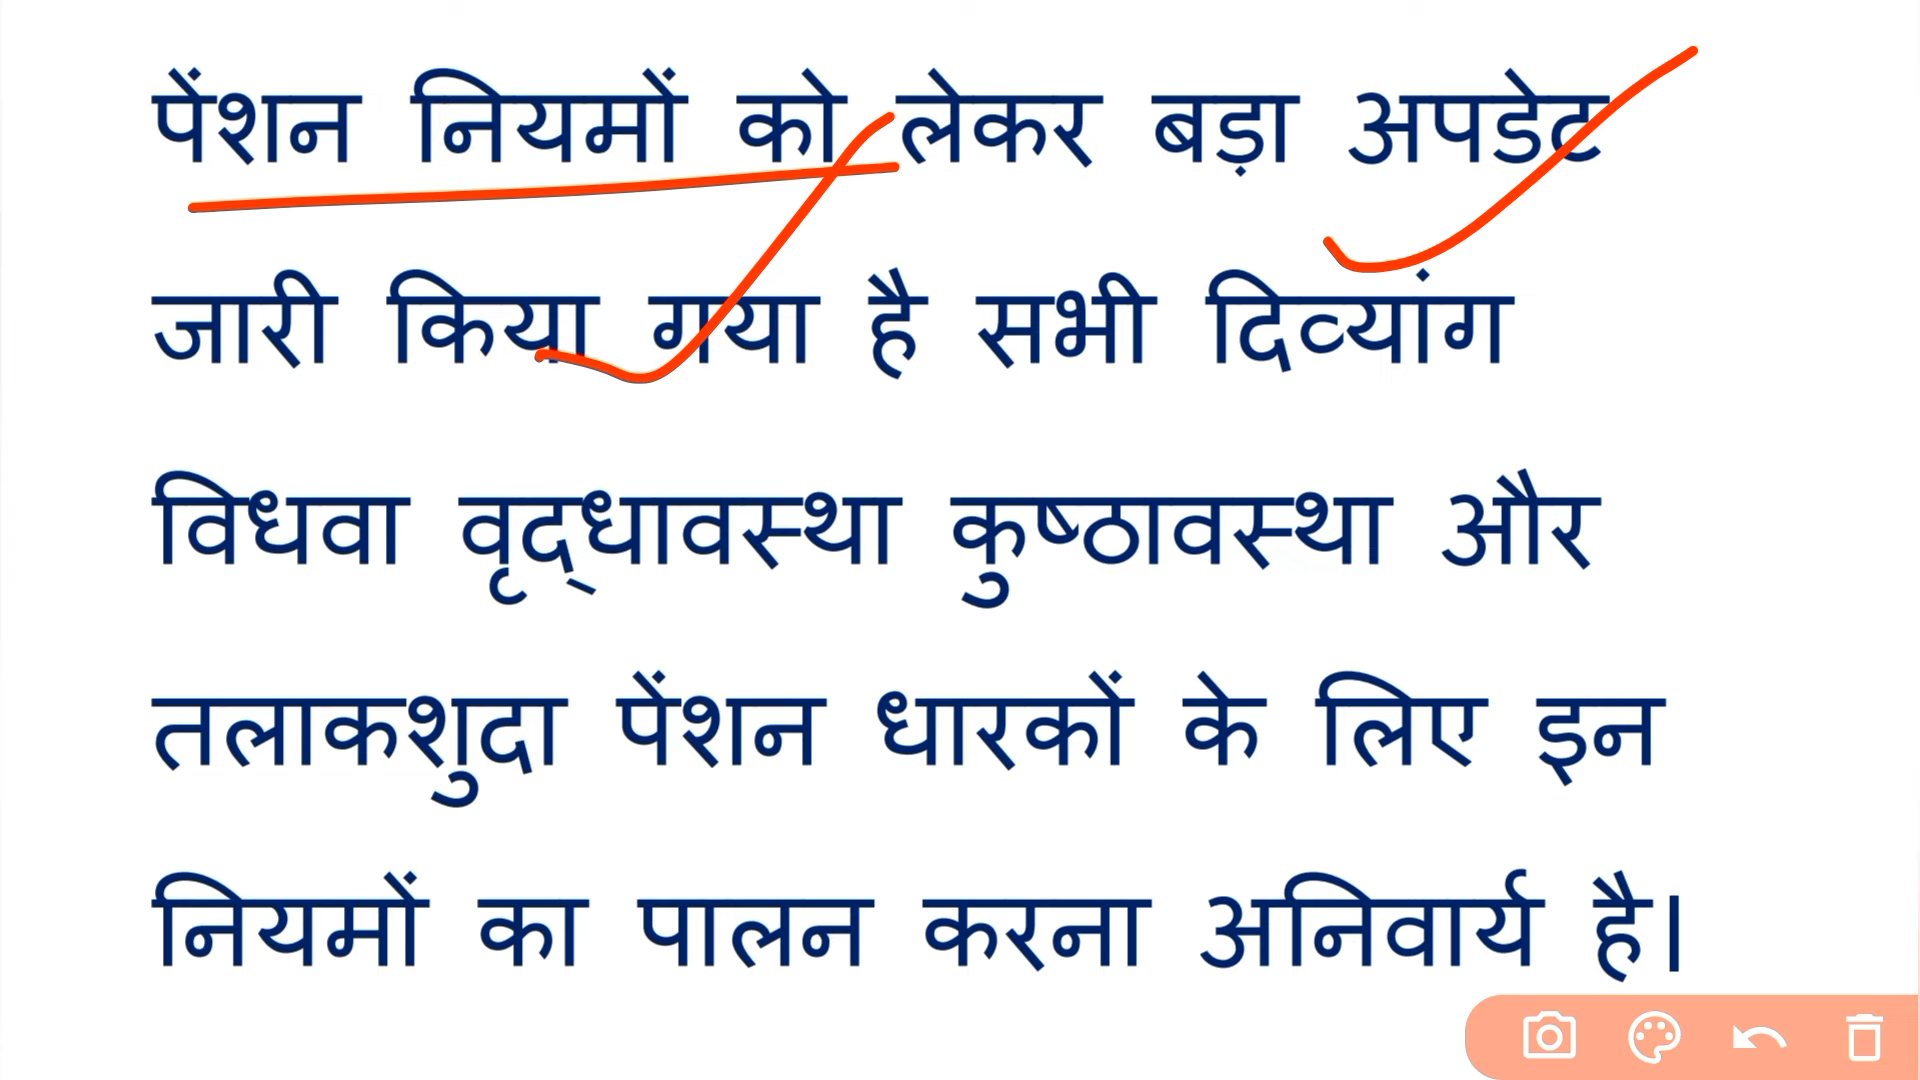 पेंशन नियमों को लेकर बड़ा अपडेट
जारी किया गया है सभी दिव्यांग
विधवा वृद्‌धावस्था कुष्ठावस्था और
तलाकशुदा पेंशन धारकों के लिए इन
नियमों का पालन करना अनिवार्य है।